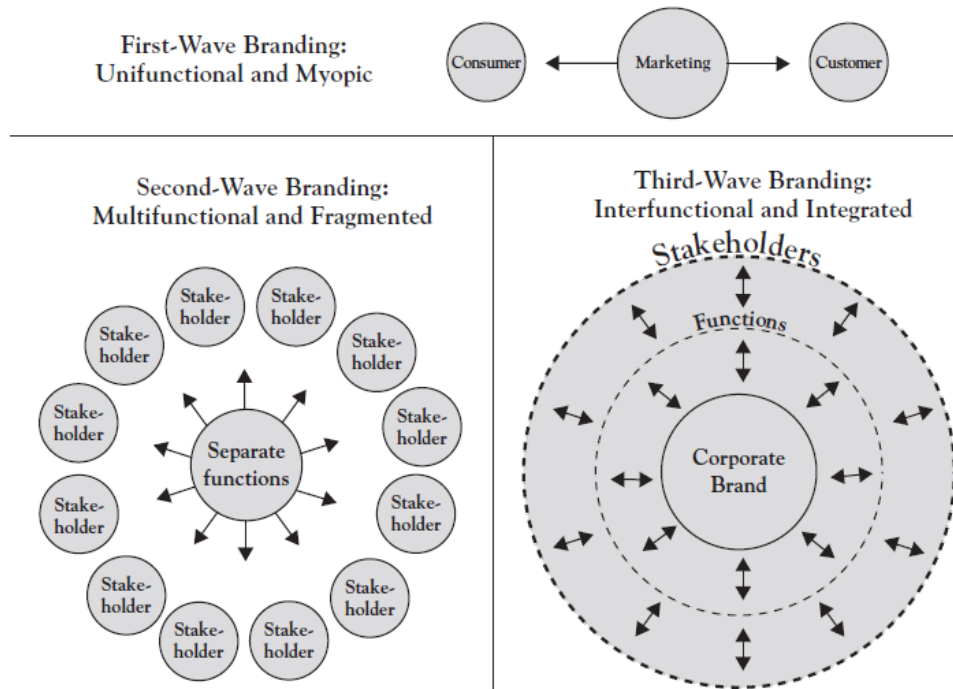 First-Wave Branding:
Unifunctional and Myopic
Consumer
Marketing
Customer
Second-Wave Branding:
Multifunctional and Fragmented
Stake-
holder
Stake-
holder
Stake-
holder
Stake-
holder
Stake-
holder
Stake-
holder
Stake-
holder
Stake-
holder
Stake-
holder
Stake-
holder
Stake-
holder
Stake-
holder
Separate
functions
Third-Wave Branding:
Interfunctional and Integrated
Stakeholders
Functions
Corporate
Brand